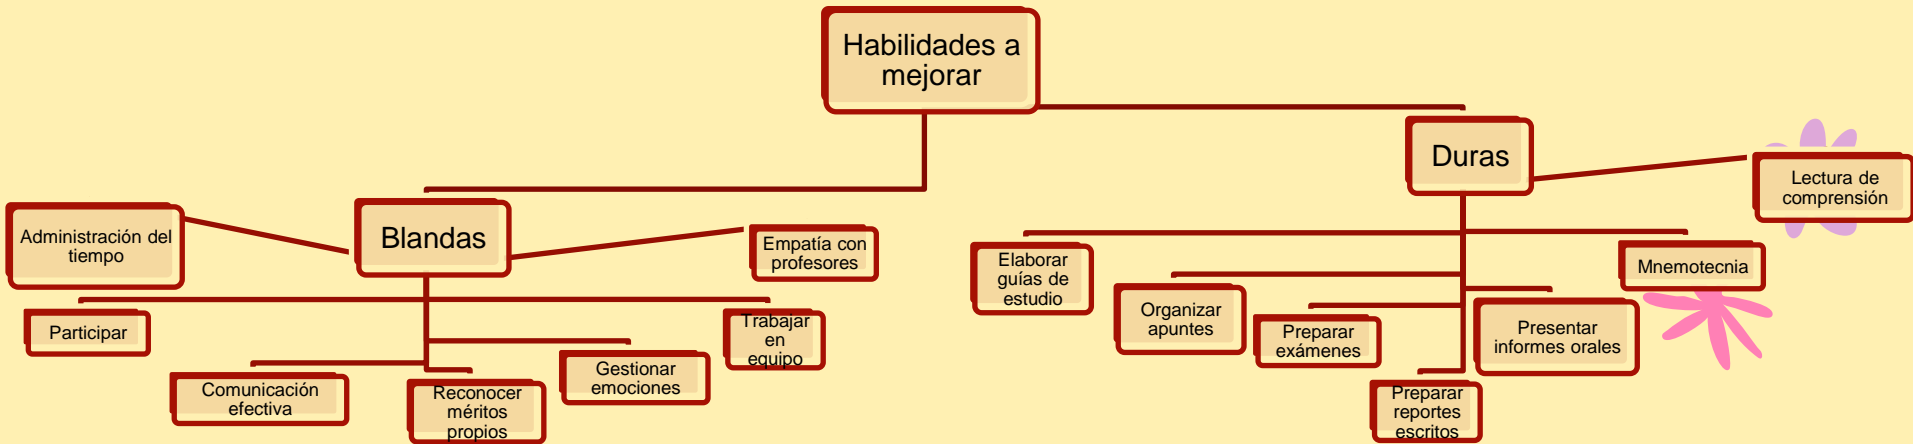 Habilidades a
mejorar
Blandas
Administración del
tiempo
Participar
Comunicación
efectiva
Reconocer
méritos
propios
Gestionar
emociones
Trabajar
en
equipo
Empatía con
profesores
Duras
Elaborar
guías de
estudio
Organizar
apuntes
Preparar
exámenes
Preparar
reportes
escritos
Presentar
informes orales
Mnemotecnia
Lectura de
comprensión